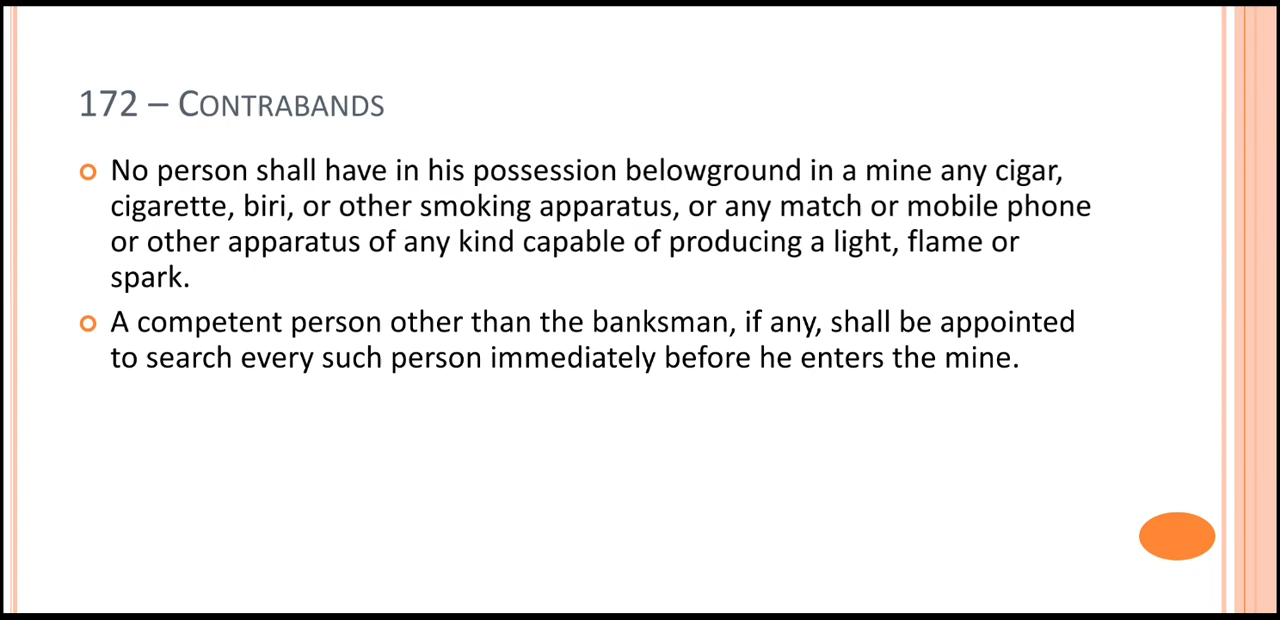 172 – CONTRABANDS
No person shall have in his possession belowground in a mine any cigar,
cigarette, biri, or other smoking apparatus, or any match or mobile phone
or other apparatus of any kind capable of producing a light, flame or
spark.
A competent person other than the banksman, if any, shall be appointed
to search every such person immediately before he enters the mine.